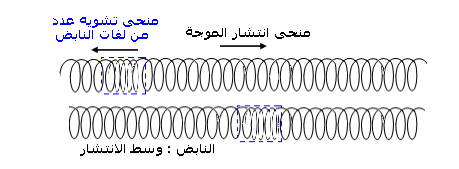 منحى تشويه عدد
من لفات النابض
منحى انتشار الموجة
النابض : وسط الانتشار